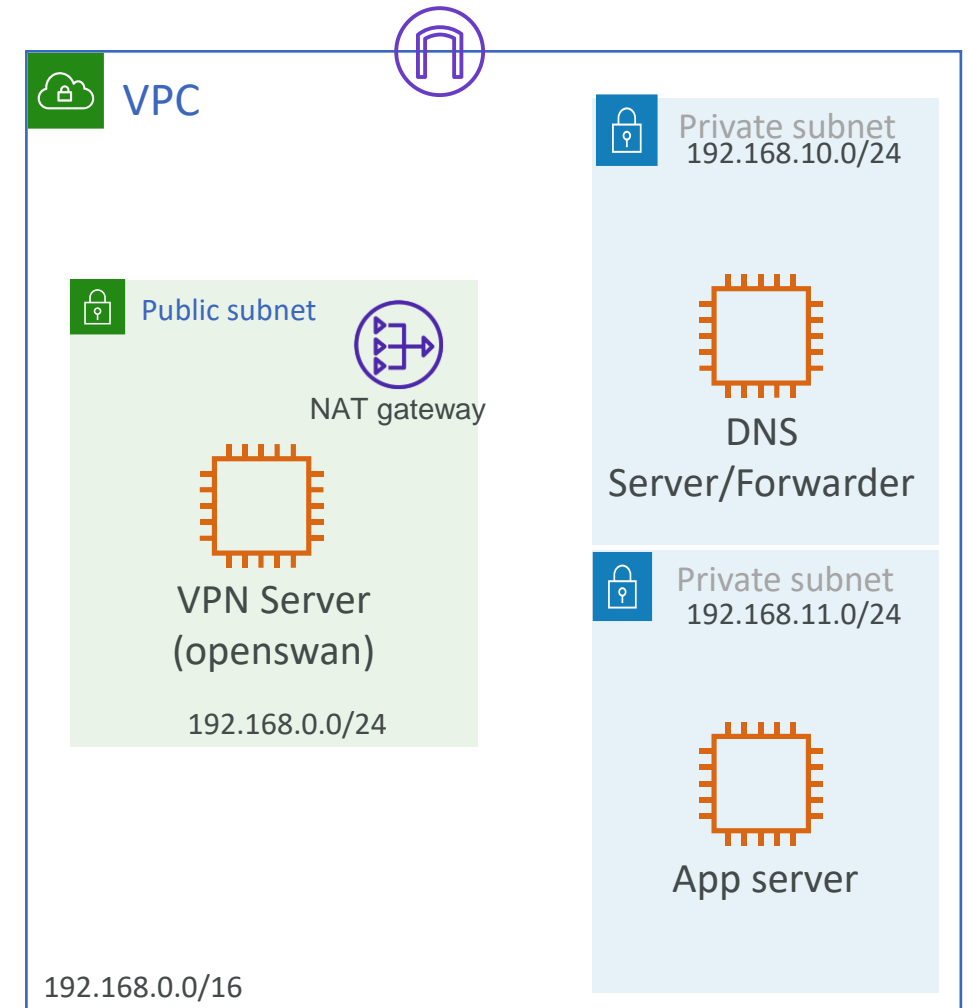 VPC
Private subnet
192.168.10.0/24
Public subnet
NAT gateway
DNS
Server/Forwarder
VPN Server
(openswan)
192.168.0.0/24
Private subnet
192.168.11.0/24
App server
192.168.0.0/16